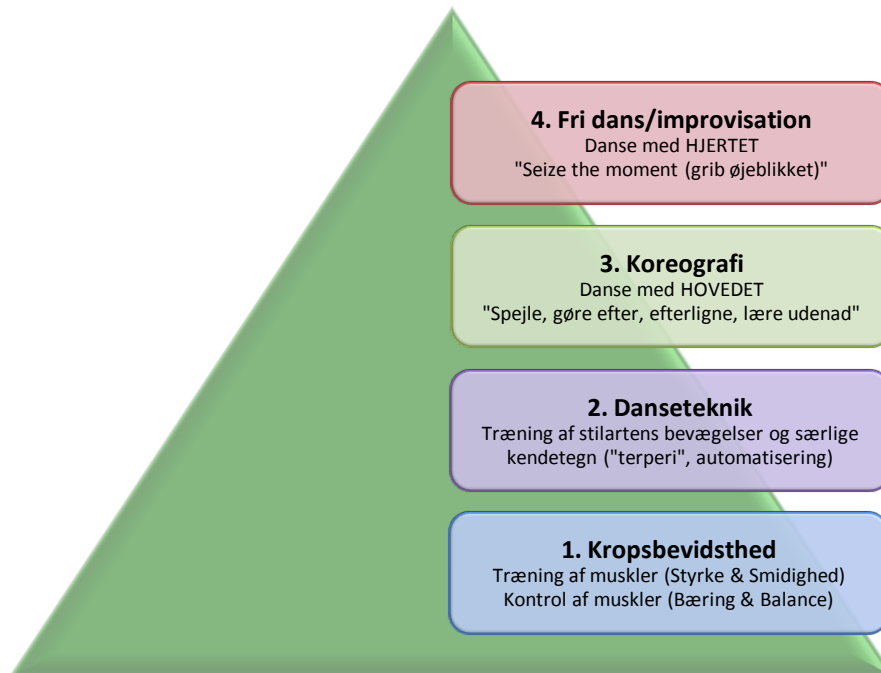 4. Fri dans/improvisation
Danse med HJERTET
"Seize the moment (grib øjeblikket)"
3. Koreografi
Danse med HOVEDET
"Spejle, gøre efter, efterligne, lære udenad"
2. Danseteknik
Træning af stilartens bevægelser og særlige
kendetegn ("terperi", automatisering)
1. Kropsbevidsthed
Træning af muskler (Styrke & Smidighed)
Kontrol af muskler (Bæring & Balance)